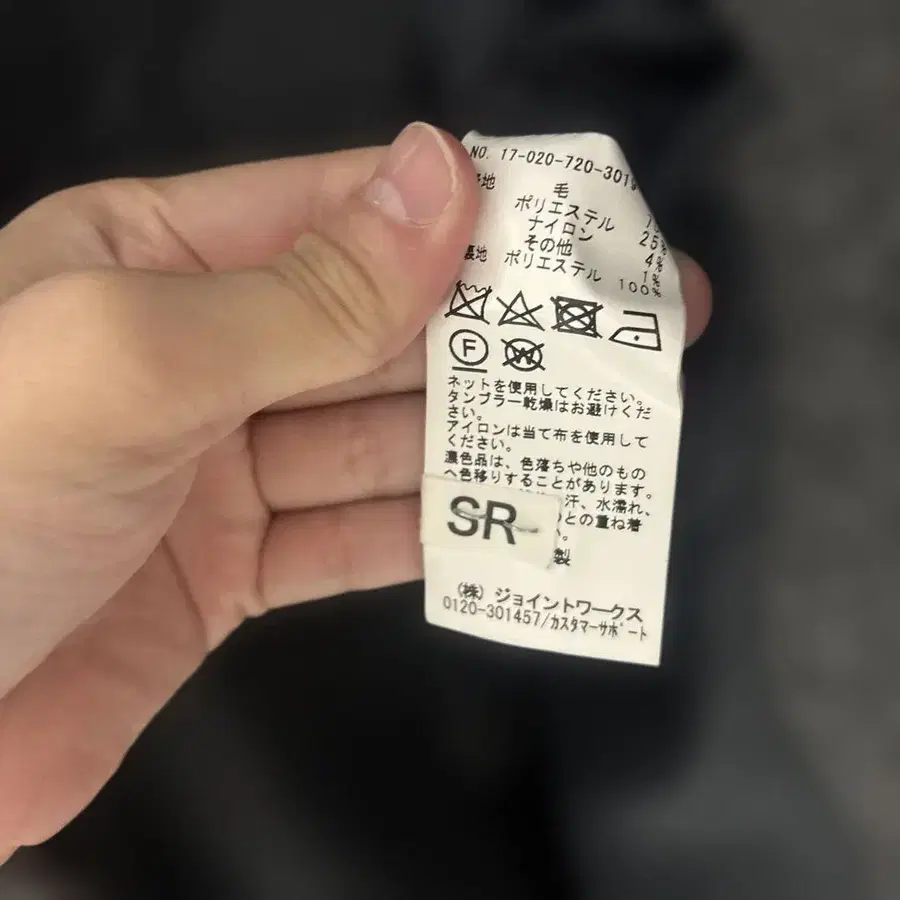 NO. 17-020-720-3019
地 毛
ポリエステル 25%
ナイロン 4%
その他 1%
裏地 ポリエステル 100%
F
W
ネットを使用してください。
タンブラー乾燥はお避けくだ
さい。
アイロンは当て布を使用して
ください。
濃色品は、色落ちや他のもの
へ色移りすることがあります。
汗、水濡れ、
との重ね着
SR
製
(株) ジョイントワークス
0120-301457/カスタマーサポート